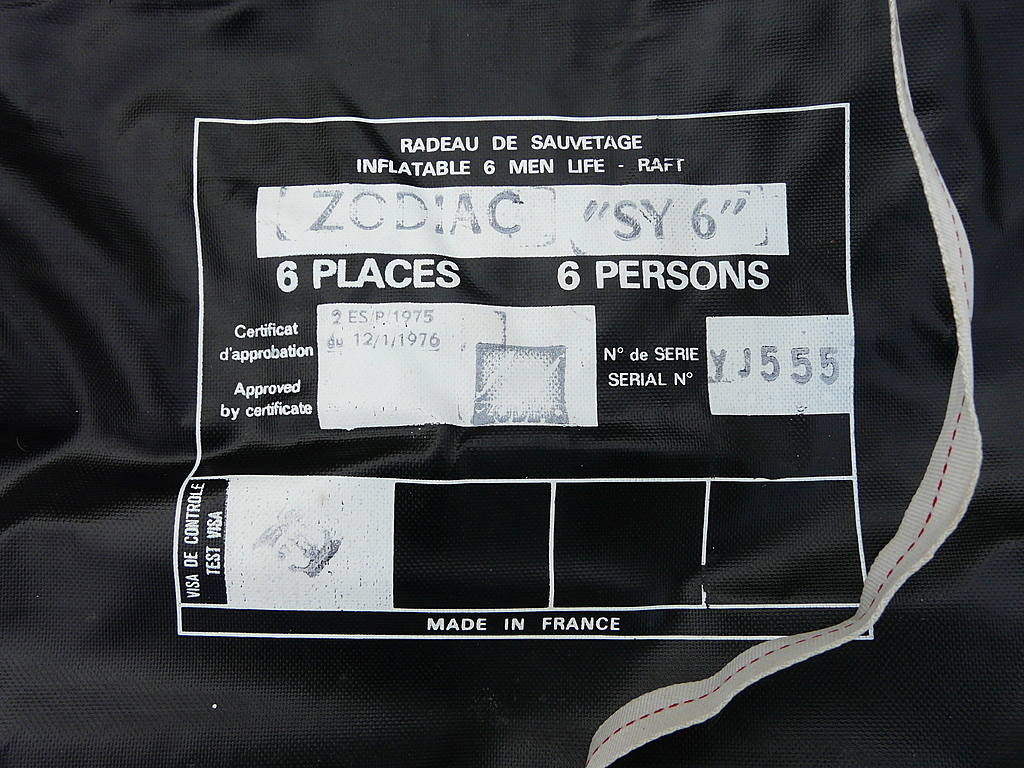 RADEAU DE SAUVETAGE
INFLATABLE 6 MEN LIFE - RAFT
ZODIAC "SY 6"
6 PLACES 6 PERSONS
Certificat
d'approbation
2 ES/P/1975
du 12/1/1976
Approved
by certificate
N° de SERIE
SERIAL N°
YJ555
VISA DE CONTROLE
TEST VISA
MADE IN FRANCE